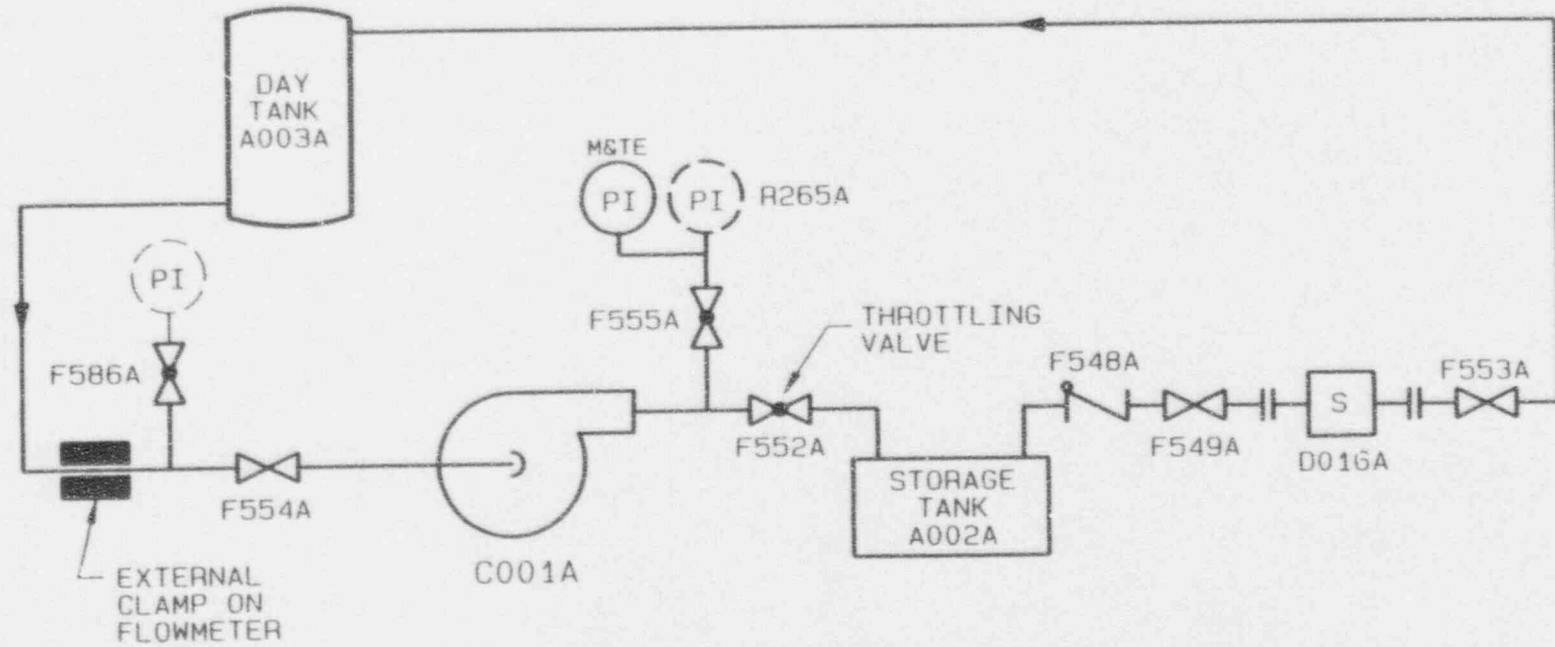 DAY
TANK
A003A
M&TE
PI
PI
R265A
PI
F555A
THROTTLING
VALVE
F586A
F548A
F553A
S
F552A
F549A
D016A
STORAGE
TANK
A002A
F554A
C001A
EXTERNAL
CLAMP ON
FLOWMETER